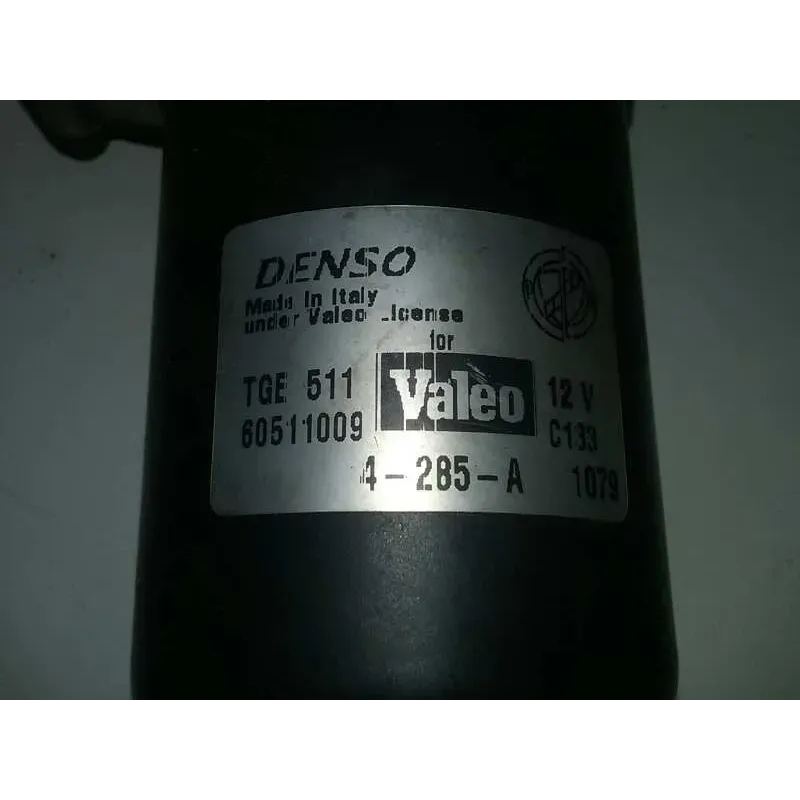 DENSO
Made in Italy
under Valeo License
for
TGE 511 Valeo 12 V
60511009 C133
4-285-A 1079